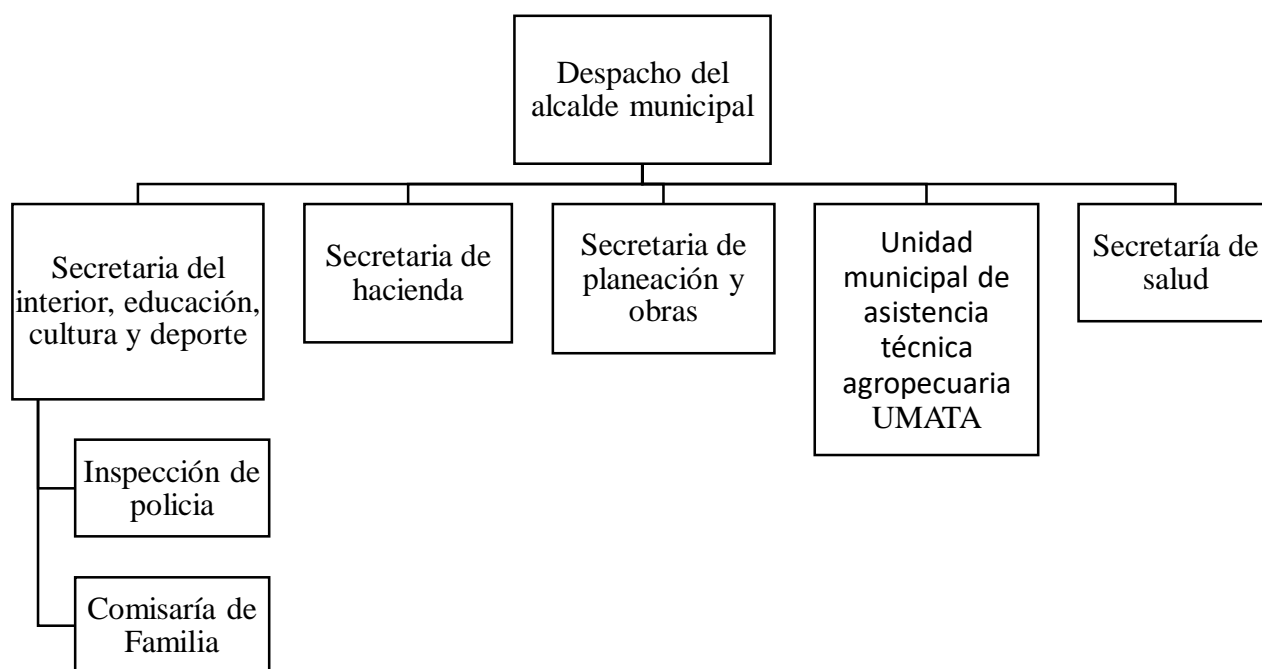 Despacho del
alcalde municipal
Secretaria del
interior, educación,
cultura y deporte
Secretaria de
hacienda
Secretaria de
planeación y
obras
Unidad
municipal de
asistencia
técnica
agropecuaria
UMATA
Secretaría de
salud
Inspección de
policia
Comisaría de
Familia